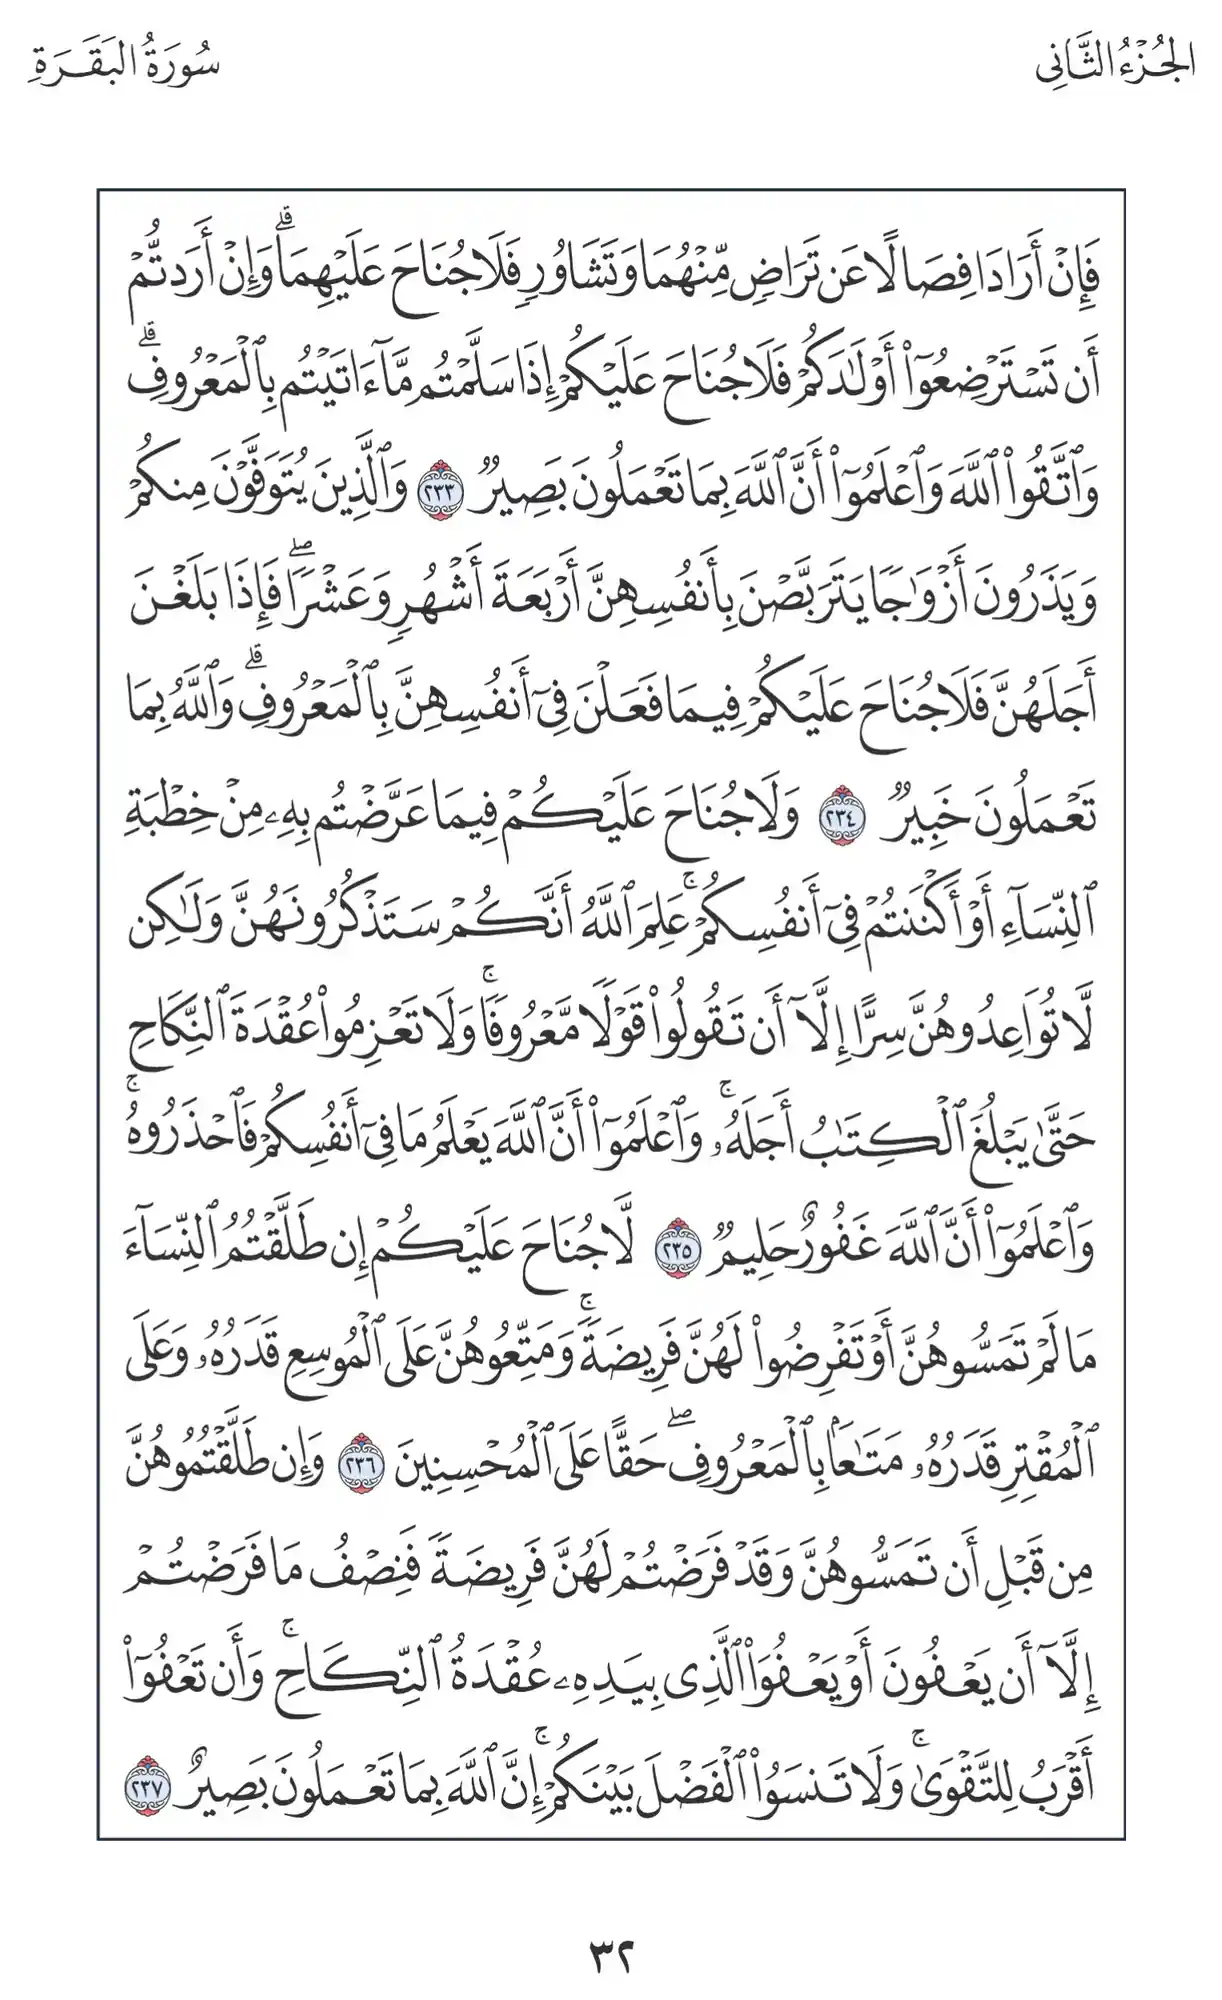 الجُزْءُ الثَّانِي
سُورَةُ البَقَرَةِ
فَإِنْ أَرَادَا فِصَالًا عَن تَرَاضٍ مِّنْهُمَا وَتَشَاوُرٍ فَلَا جُنَاحَ عَلَيْهِمَاۗ وَإِنْ أَرَدتُّمْ
أَن تَسْتَرْضِعُوٓا۟ أَوْلَٰدَكُمْ فَلَا جُنَاحَ عَلَيْكُمْ إِذَا سَلَّمْتُم مَّآ ءَاتَيْتُم بِٱلْمَعْرُوفِۗ
وَٱتَّقُوا۟ ٱللَّهَ وَٱعْلَمُوٓا۟ أَنَّ ٱللَّهَ بِمَا تَعْمَلُونَ بَصِيرٌ ٢٣٣ وَٱلَّذِينَ يُتَوَفَّوْنَ مِنكُمْ
وَيَذَرُونَ أَزْوَٰجًا يَتَرَبَّصْنَ بِأَنفُسِهِنَّ أَرْبَعَةَ أَشْهُرٍ وَعَشْرًاۖ فَإِذَا بَلَغْنَ
أَجَلَهُنَّ فَلَا جُنَاحَ عَلَيْكُمْ فِيمَا فَعَلْنَ فِىٓ أَنفُسِهِنَّ بِٱلْمَعْرُوفِۗ وَٱللَّهُ بِمَا
تَعْمَلُونَ خَبِيرٌ ٢٣٤ وَلَا جُنَاحَ عَلَيْكُمْ فِيمَا عَرَّضْتُم بِهِۦ مِنْ خِطْبَةِ
ٱلنِّسَآءِ أَوْ أَكْنَنتُمْ فِىٓ أَنفُسِكُمْۚ عَلِمَ ٱللَّهُ أَنَّكُمْ سَتَذْكُرُونَهُنَّ وَلَٰكِن
لَّا تُوَاعِدُوهُنَّ سِرًّا إِلَّآ أَن تَقُولُوا۟ قَوْلًا مَّعْرُوفًاۚ وَلَا تَعْزِمُوا۟ عُقْدَةَ ٱلنِّكَاحِ
حَتَّىٰ يَبْلُغَ ٱلْكِتَٰبُ أَجَلَهُۥۚ وَٱعْلَمُوٓا۟ أَنَّ ٱللَّهَ يَعْلَمُ مَا فِىٓ أَنفُسِكُمْ فَٱحْذَرُوهُۚ
وَٱعْلَمُوٓا۟ أَنَّ ٱللَّهَ غَفُورٌ حَلِيمٌ ٢٣٥ لَّا جُنَاحَ عَلَيْكُمْ إِن طَلَّقْتُمُ ٱلنِّسَآءَ
مَا لَمْ تَمَسُّوهُنَّ أَوْ تَفْرِضُوا۟ لَهُنَّ فَرِيضَةًۚ وَمَتِّعُوهُنَّ عَلَى ٱلْمُوسِعِ قَدَرُهُۥ وَعَلَى
ٱلْمُقْتِرِ قَدَرُهُۥ مَتَٰعًۢا بِٱلْمَعْرُوفِۖ حَقًّا عَلَى ٱلْمُحْسِنِينَ ٢٣٦ وَإِن طَلَّقْتُمُوهُنَّ
مِن قَبْلِ أَن تَمَسُّوهُنَّ وَقَدْ فَرَضْتُمْ لَهُنَّ فَرِيضَةً فَنِصْفُ مَا فَرَضْتُمْ
إِلَّآ أَن يَعْفُونَ أَوْ يَعْفُوَا۟ ٱلَّذِى بِيَدِهِۦ عُقْدَةُ ٱلنِّكَاحِۚ وَأَن تَعْفُوٓا۟
أَقْرَبُ لِلتَّقْوَىٰۚ وَلَا تَنسَوُا۟ ٱلْفَضْلَ بَيْنَكُمْۚ إِنَّ ٱللَّهَ بِمَا تَعْمَلُونَ بَصِيرٌ ٢٣٧
٣٢